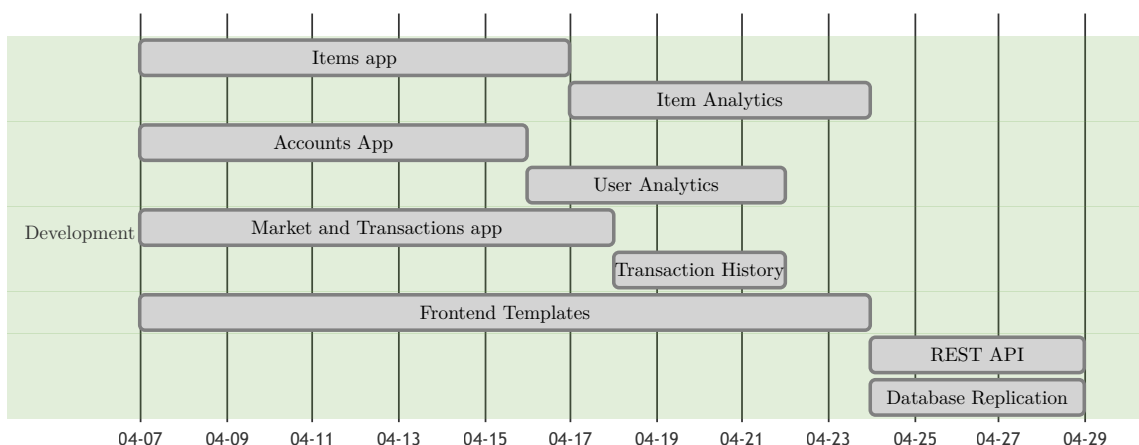 Items app
Item Analytics
Accounts App
User Analytics
Market and Transactions app
Development
Transaction History
Frontend Templates
REST API
Database Replication
04-07 04-09 04-11 04-13 04-15 04-17 04-19 04-21 04-23 04-25 04-27 04-29